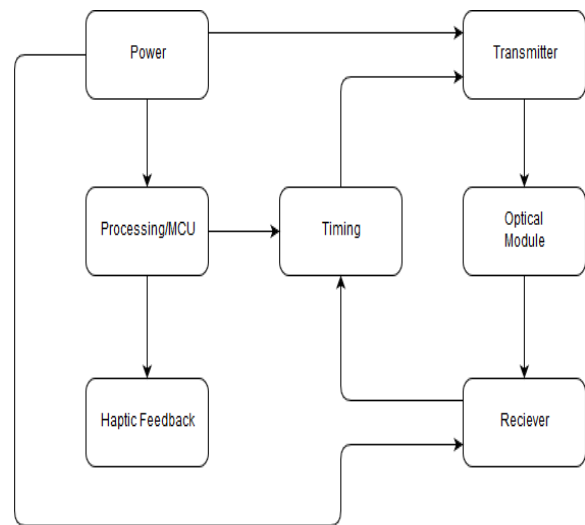 Power
Transmitter
Processing/MCU
Timing
Optical
Module
Haptic Feedback
Reciever